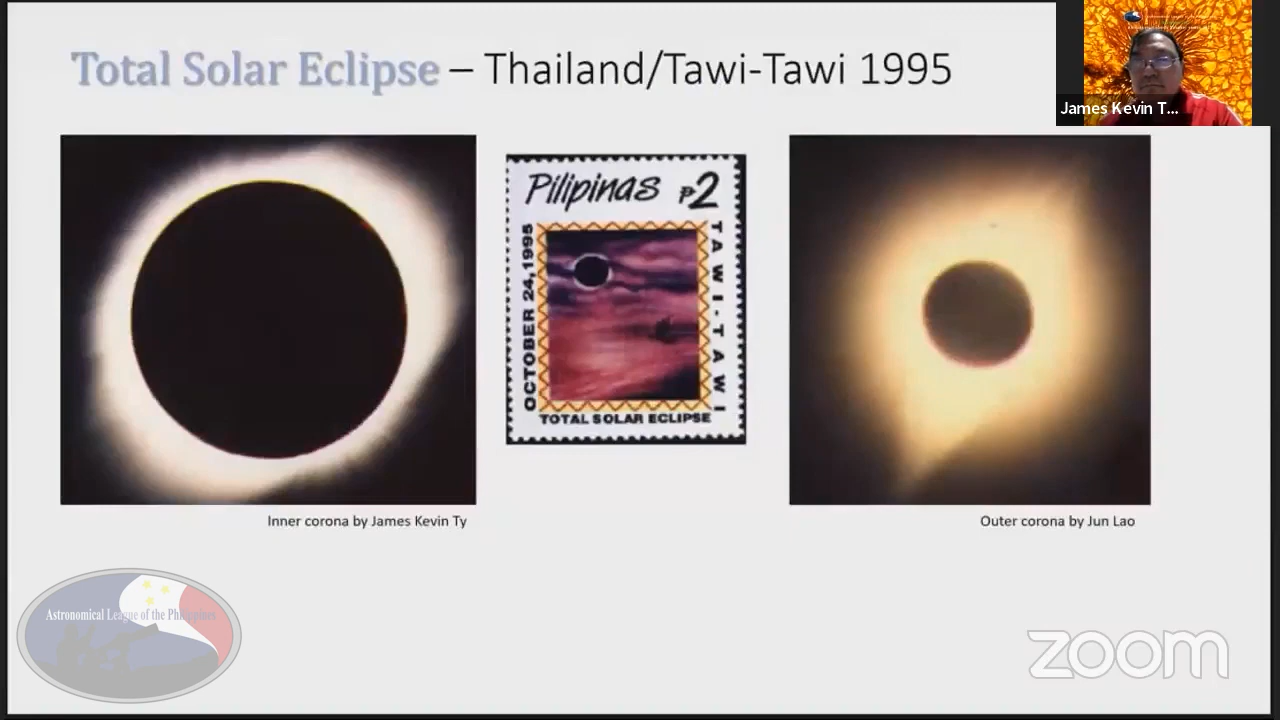 Total Solar Eclipse – Thailand/Tawi-Tawi 1995
James Kevin T...
Pilipinas ₱2
OCTOBER 24,1995
TAWI-TAWI
TOTAL SOLAR ECLIPSE
Inner corona by James Kevin Ty
Outer corona by Jun Lao
Astronomical League of the Philippines
zoom